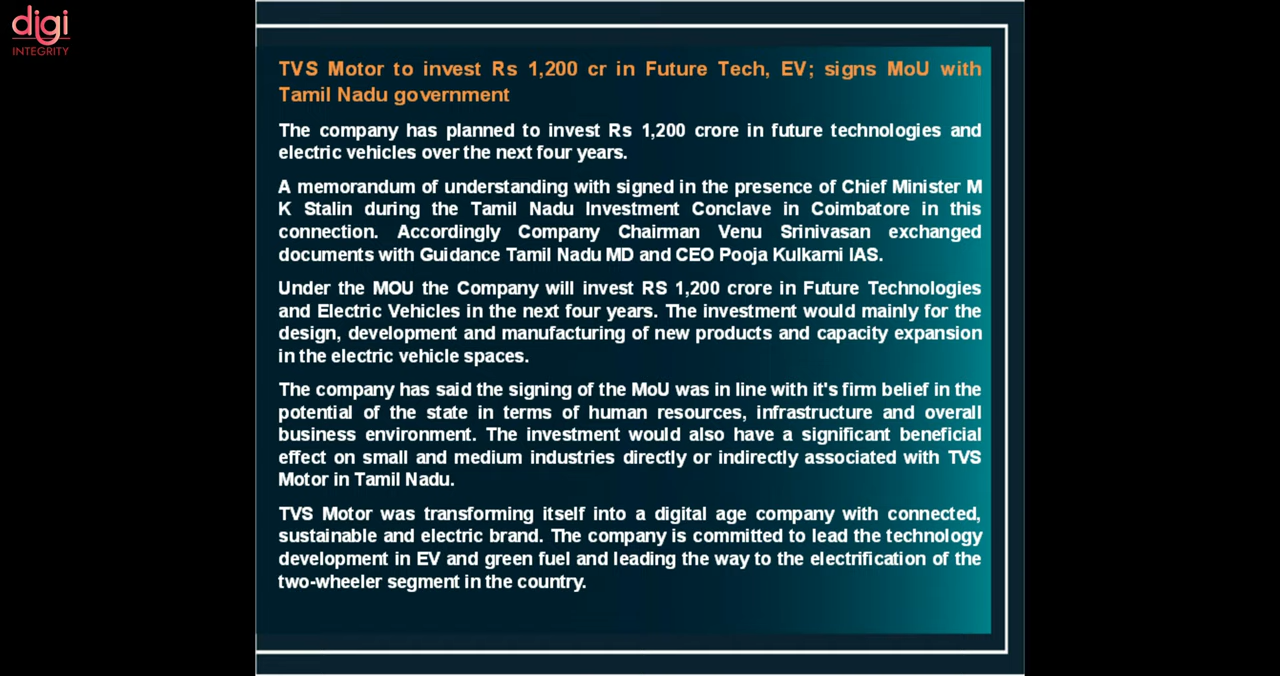 digi
INTEGRITY
TVS Motor to invest Rs 1,200 cr in Future Tech, EV; signs MoU with
Tamil Nadu government
The company has planned to invest Rs 1,200 crore in future technologies and
electric vehicles over the next four years.
A memorandum of understanding with signed in the presence of Chief Minister M
K Stalin during the Tamil Nadu Investment Conclave in Coimbatore in this
connection. Accordingly Company Chairman Venu Srinivasan exchanged
documents with Guidance Tamil Nadu MD and CEO Pooja Kulkarni IAS.
Under the MOU the Company will invest RS 1,200 crore in Future Technologies
and Electric Vehicles in the next four years. The investment would mainly for the
design, development and manufacturing of new products and capacity expansion
in the electric vehicle spaces.
The company has said the signing of the MoU was in line with it's firm belief in the
potential of the state in terms of human resources, infrastructure and overall
business environment. The investment would also have a significant beneficial
effect on small and medium industries directly or indirectly associated with TVS
Motor in Tamil Nadu.
TVS Motor was transforming itself into a digital age company with connected,
sustainable and electric brand. The company is committed to lead the technology
development in EV and green fuel and leading the way to the electrification of the
two-wheeler segment in the country.